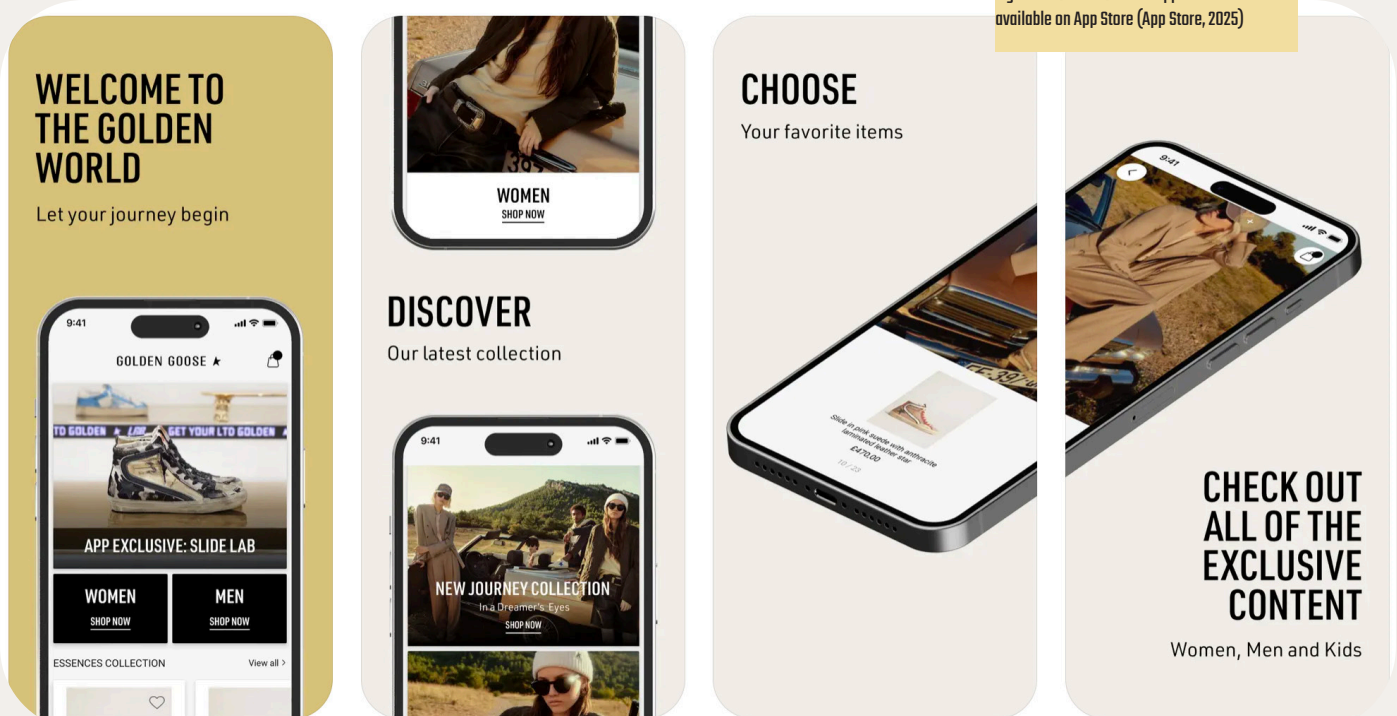 available on App Store (App Store, 2025)
WELCOME TO
THE GOLDEN
WORLD
Let your journey begin
9:41
GOLDEN GOOSE
TD GOLDEN
LAB
GET YOUR LTD GOLDEN
APP EXCLUSIVE: SLIDE LAB
WOMEN
SHOP NOW
MEN
SHOP NOW
ESSENCES COLLECTION
View all >
WOMEN
SHOP NOW
DISCOVER
Our latest collection
9:41
NEW JOURNEY COLLECTION
In a Dreamer's Eyes
SHOP NOW
CHOOSE
Your favorite items
Slide in pink suede with anthracite
laminated leather star
£470,00
10 / 23
9:41
CHECK OUT
ALL OF THE
EXCLUSIVE
CONTENT
Women, Men and Kids